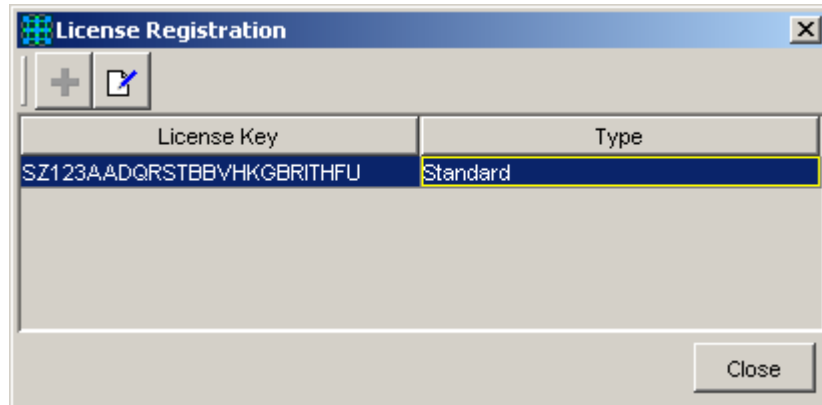 License Registration
License Key Type
SZ123AADQRSTBBVHKGBRITHFU Standard
Close